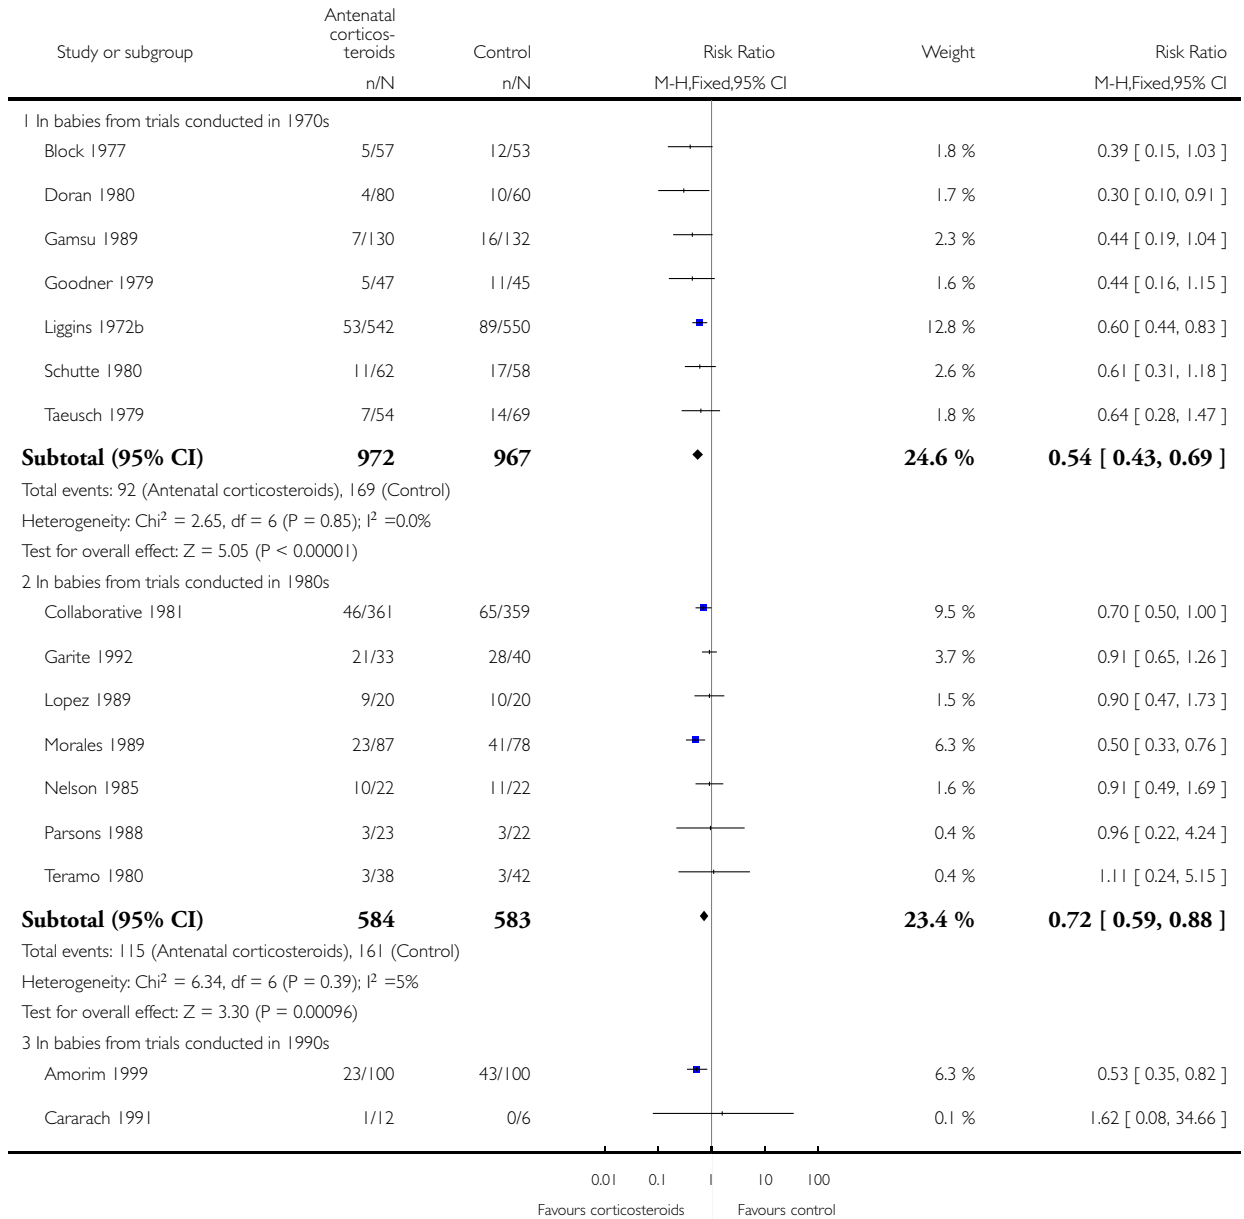 Antenatal
corticos-
Study or subgroup teroids Control Risk Ratio Weight Risk Ratio
n/N n/N M-H,Fixed,95% CI M-H,Fixed,95% CI
1 In babies from trials conducted in 1970s
Block 1977 5/57 12/53 1.8 % 0.39 [ 0.15, 1.03 ]
Doran 1980 4/80 10/60 1.7 % 0.30 [ 0.10, 0.91 ]
Gamsu 1989 7/130 16/132 2.3 % 0.44 [ 0.19, 1.04 ]
Goodner 1979 5/47 11/45 1.6 % 0.44 [ 0.16, 1.15 ]
Liggins 1972b 53/542 89/550 12.8 % 0.60 [ 0.44, 0.83 ]
Schutte 1980 11/62 17/58 2.6 % 0.61 [ 0.31, 1.18 ]
Taeusch 1979 7/54 14/69 1.8 % 0.64 [ 0.28, 1.47 ]
Subtotal (95% CI) 972 967 24.6 % 0.54 [ 0.43, 0.69 ]
Total events: 92 (Antenatal corticosteroids), 169 (Control)
Heterogeneity: Chi² = 2.65, df = 6 (P = 0.85); I² =0.0%
Test for overall effect: Z = 5.05 (P < 0.00001)
2 In babies from trials conducted in 1980s
Collaborative 1981 46/361 65/359 9.5 % 0.70 [ 0.50, 1.00 ]
Garite 1992 21/33 28/40 3.7 % 0.91 [ 0.65, 1.26 ]
Lopez 1989 9/20 10/20 1.5 % 0.90 [ 0.47, 1.73 ]
Morales 1989 23/87 41/78 6.3 % 0.50 [ 0.33, 0.76 ]
Nelson 1985 10/22 11/22 1.6 % 0.91 [ 0.49, 1.69 ]
Parsons 1988 3/23 3/22 0.4 % 0.96 [ 0.22, 4.24 ]
Teramo 1980 3/38 3/42 0.4 % 1.11 [ 0.24, 5.15 ]
Subtotal (95% CI) 584 583 23.4 % 0.72 [ 0.59, 0.88 ]
Total events: 115 (Antenatal corticosteroids), 161 (Control)
Heterogeneity: Chi² = 6.34, df = 6 (P = 0.39); I² =5%
Test for overall effect: Z = 3.30 (P = 0.00096)
3 In babies from trials conducted in 1990s
Amorim 1999 23/100 43/100 6.3 % 0.53 [ 0.35, 0.82 ]
Cararach 1991 1/12 0/6 0.1 % 1.62 [ 0.08, 34.66 ]
0.01 0.1 1 10 100
Favours corticosteroids Favours control